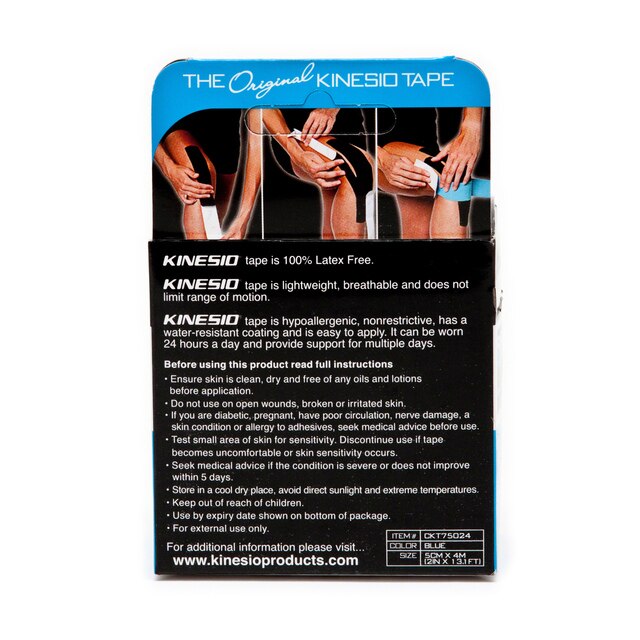 THE Original KINESIO TAPE
KINESIO tape is 100% Latex Free.
KINESIO tape is lightweight, breathable and does not
limit range of motion.
KINESIO tape is hypoallergenic, nonrestrictive, has a
water-resistant coating and is easy to apply. It can be worn
24 hours a day and provide support for multiple days.
Before using this product read full instructions
• Ensure skin is clean, dry and free of any oils and lotions
before application.
• Do not use on open wounds, broken or irritated skin.
• If you are diabetic, pregnant, have poor circulation, nerve damage, a
skin condition or allergy to adhesives, seek medical advice before use.
• Test small area of skin for sensitivity. Discontinue use if tape
becomes uncomfortable or skin sensitivity occurs.
• Seek medical advice if the condition is severe or does not improve
within 5 days.
• Store in a cool dry place, avoid direct sunlight and extreme temperatures.
• Keep out of reach of children.
• Use by expiry date shown on bottom of package.
• For external use only.
For additional information please visit...
www.kinesioproducts.com
ITEM # CKT75024
COLOR BLUE
SIZE 5CM X 4M
(2IN X 13.1 FT)